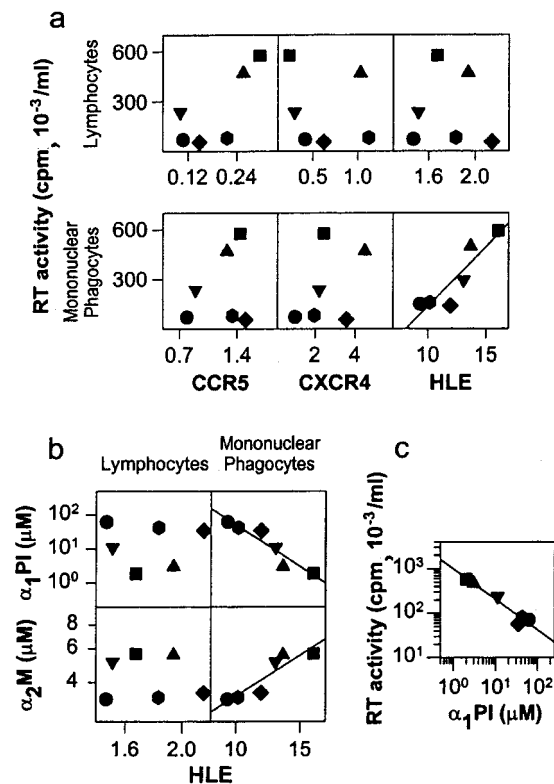 a
RT activity (cpm, 10⁻³/ml)
Lymphocytes
600
300
0.12 0.24 0.5 1.0 1.6 2.0
Mononuclear
Phagocytes
600
300
0.7 1.4 2 4 10 15
CCR5 CXCR4 HLE
b
Lymphocytes Mononuclear
Phagocytes
α₁PI (μM)
10²
10¹
10⁰
α₂M (μM)
8
6
4
1.6 2.0 10 15
HLE
c
RT activity (cpm, 10⁻³/ml)
10³
10²
10¹
10⁰ 10¹ 10²
α₁PI (μM)